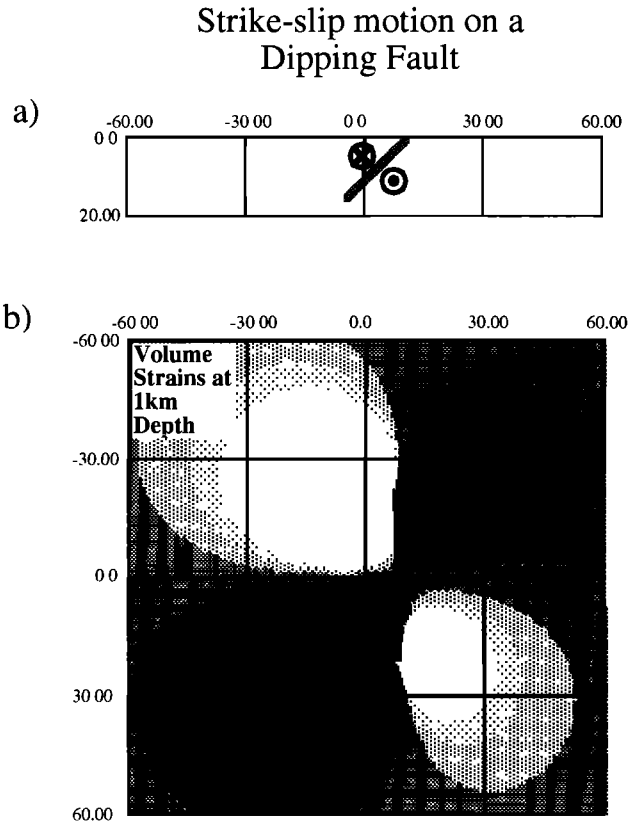 Strike-slip motion on a
Dipping Fault
a)
-60.00 -30 00 0 0 30.00 60.00
0 0
20.00
b)
-60 00 -30 00 0.0 30.00 60.00
-60 00
Volume
Strains at
1km
Depth
-30.00
0 0
30 00
60.00